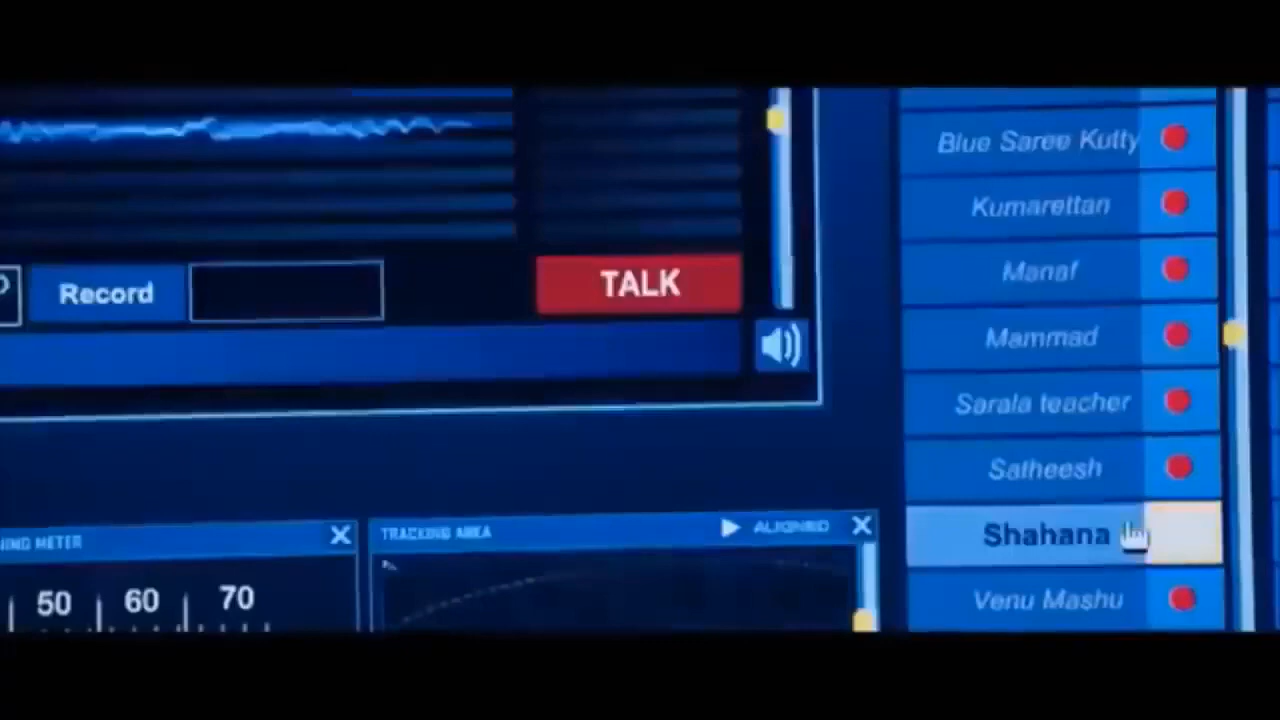 Blue Saree Kutty
Kumarettan
Manaf
Record
TALK
Mammad
Sarala teacher
Satheesh
METER
TRACKING AREA
ALIGNED
Shahana
50
60
70
Venu Mashu